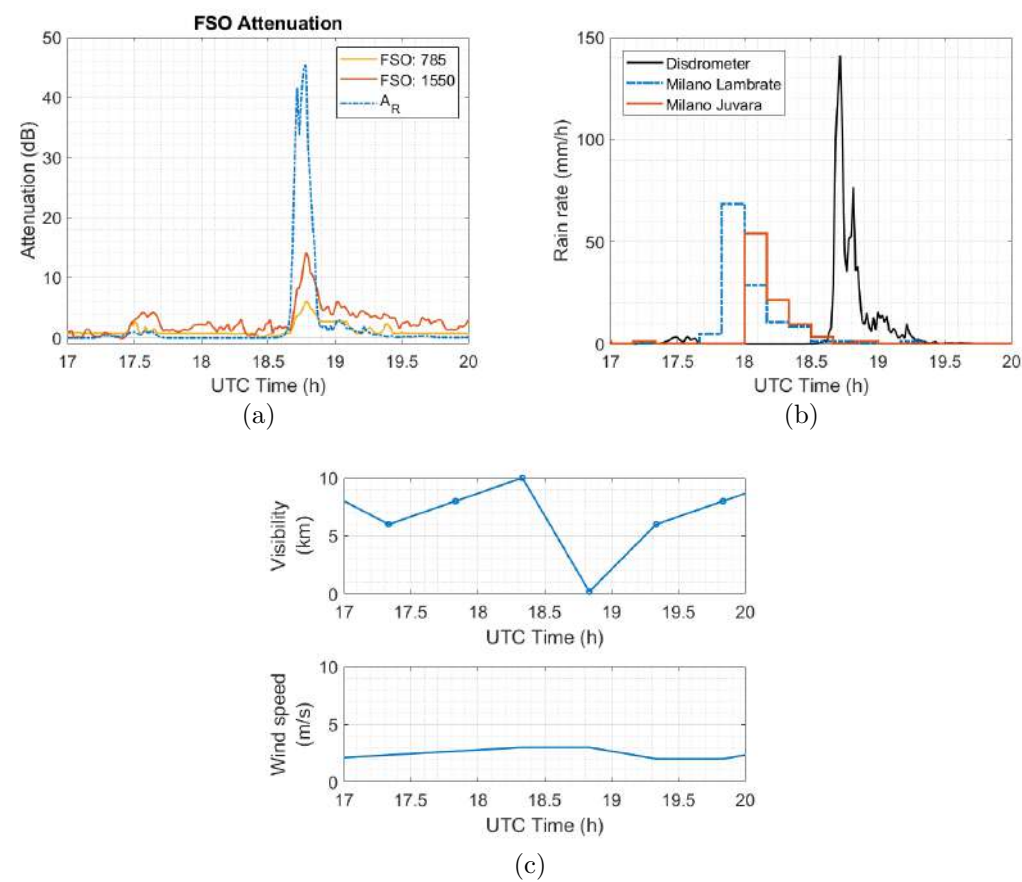 FSO Attenuation
50
40
30
20
10
0
Attenuation (dB)
FSO: 785
FSO: 1550
A_R
17 17.5 18 18.5 19 19.5 20
UTC Time (h)
(a)
150
100
50
0
Rain rate (mm/h)
Disdrometer
Milano Lambrate
Milano Juvara
17 17.5 18 18.5 19 19.5 20
UTC Time (h)
(b)
10
5
0
Visibility
(km)
17 17.5 18 18.5 19 19.5 20
UTC Time (h)
10
5
0
Wind speed
(m/s)
17 17.5 18 18.5 19 19.5 20
UTC Time (h)
(c)